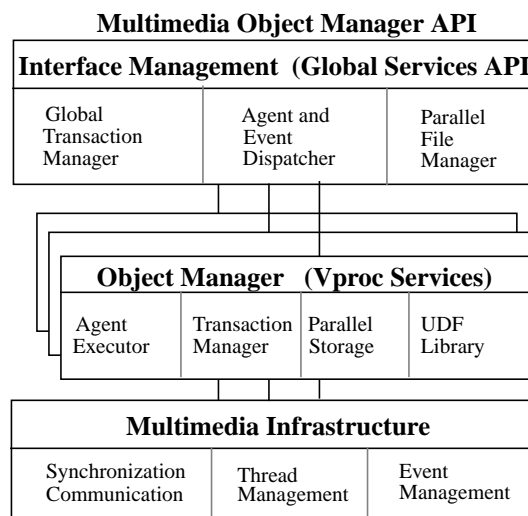 Multimedia Object Manager API
Interface Management (Global Services API
Global
Transaction
Manager
Agent and
Event
Dispatcher
Parallel
File
Manager
Object Manager (Vproc Services)
Agent
Executor
Transaction
Manager
Parallel
Storage
UDF
Library
Multimedia Infrastructure
Synchronization
Communication
Thread
Management
Event
Management